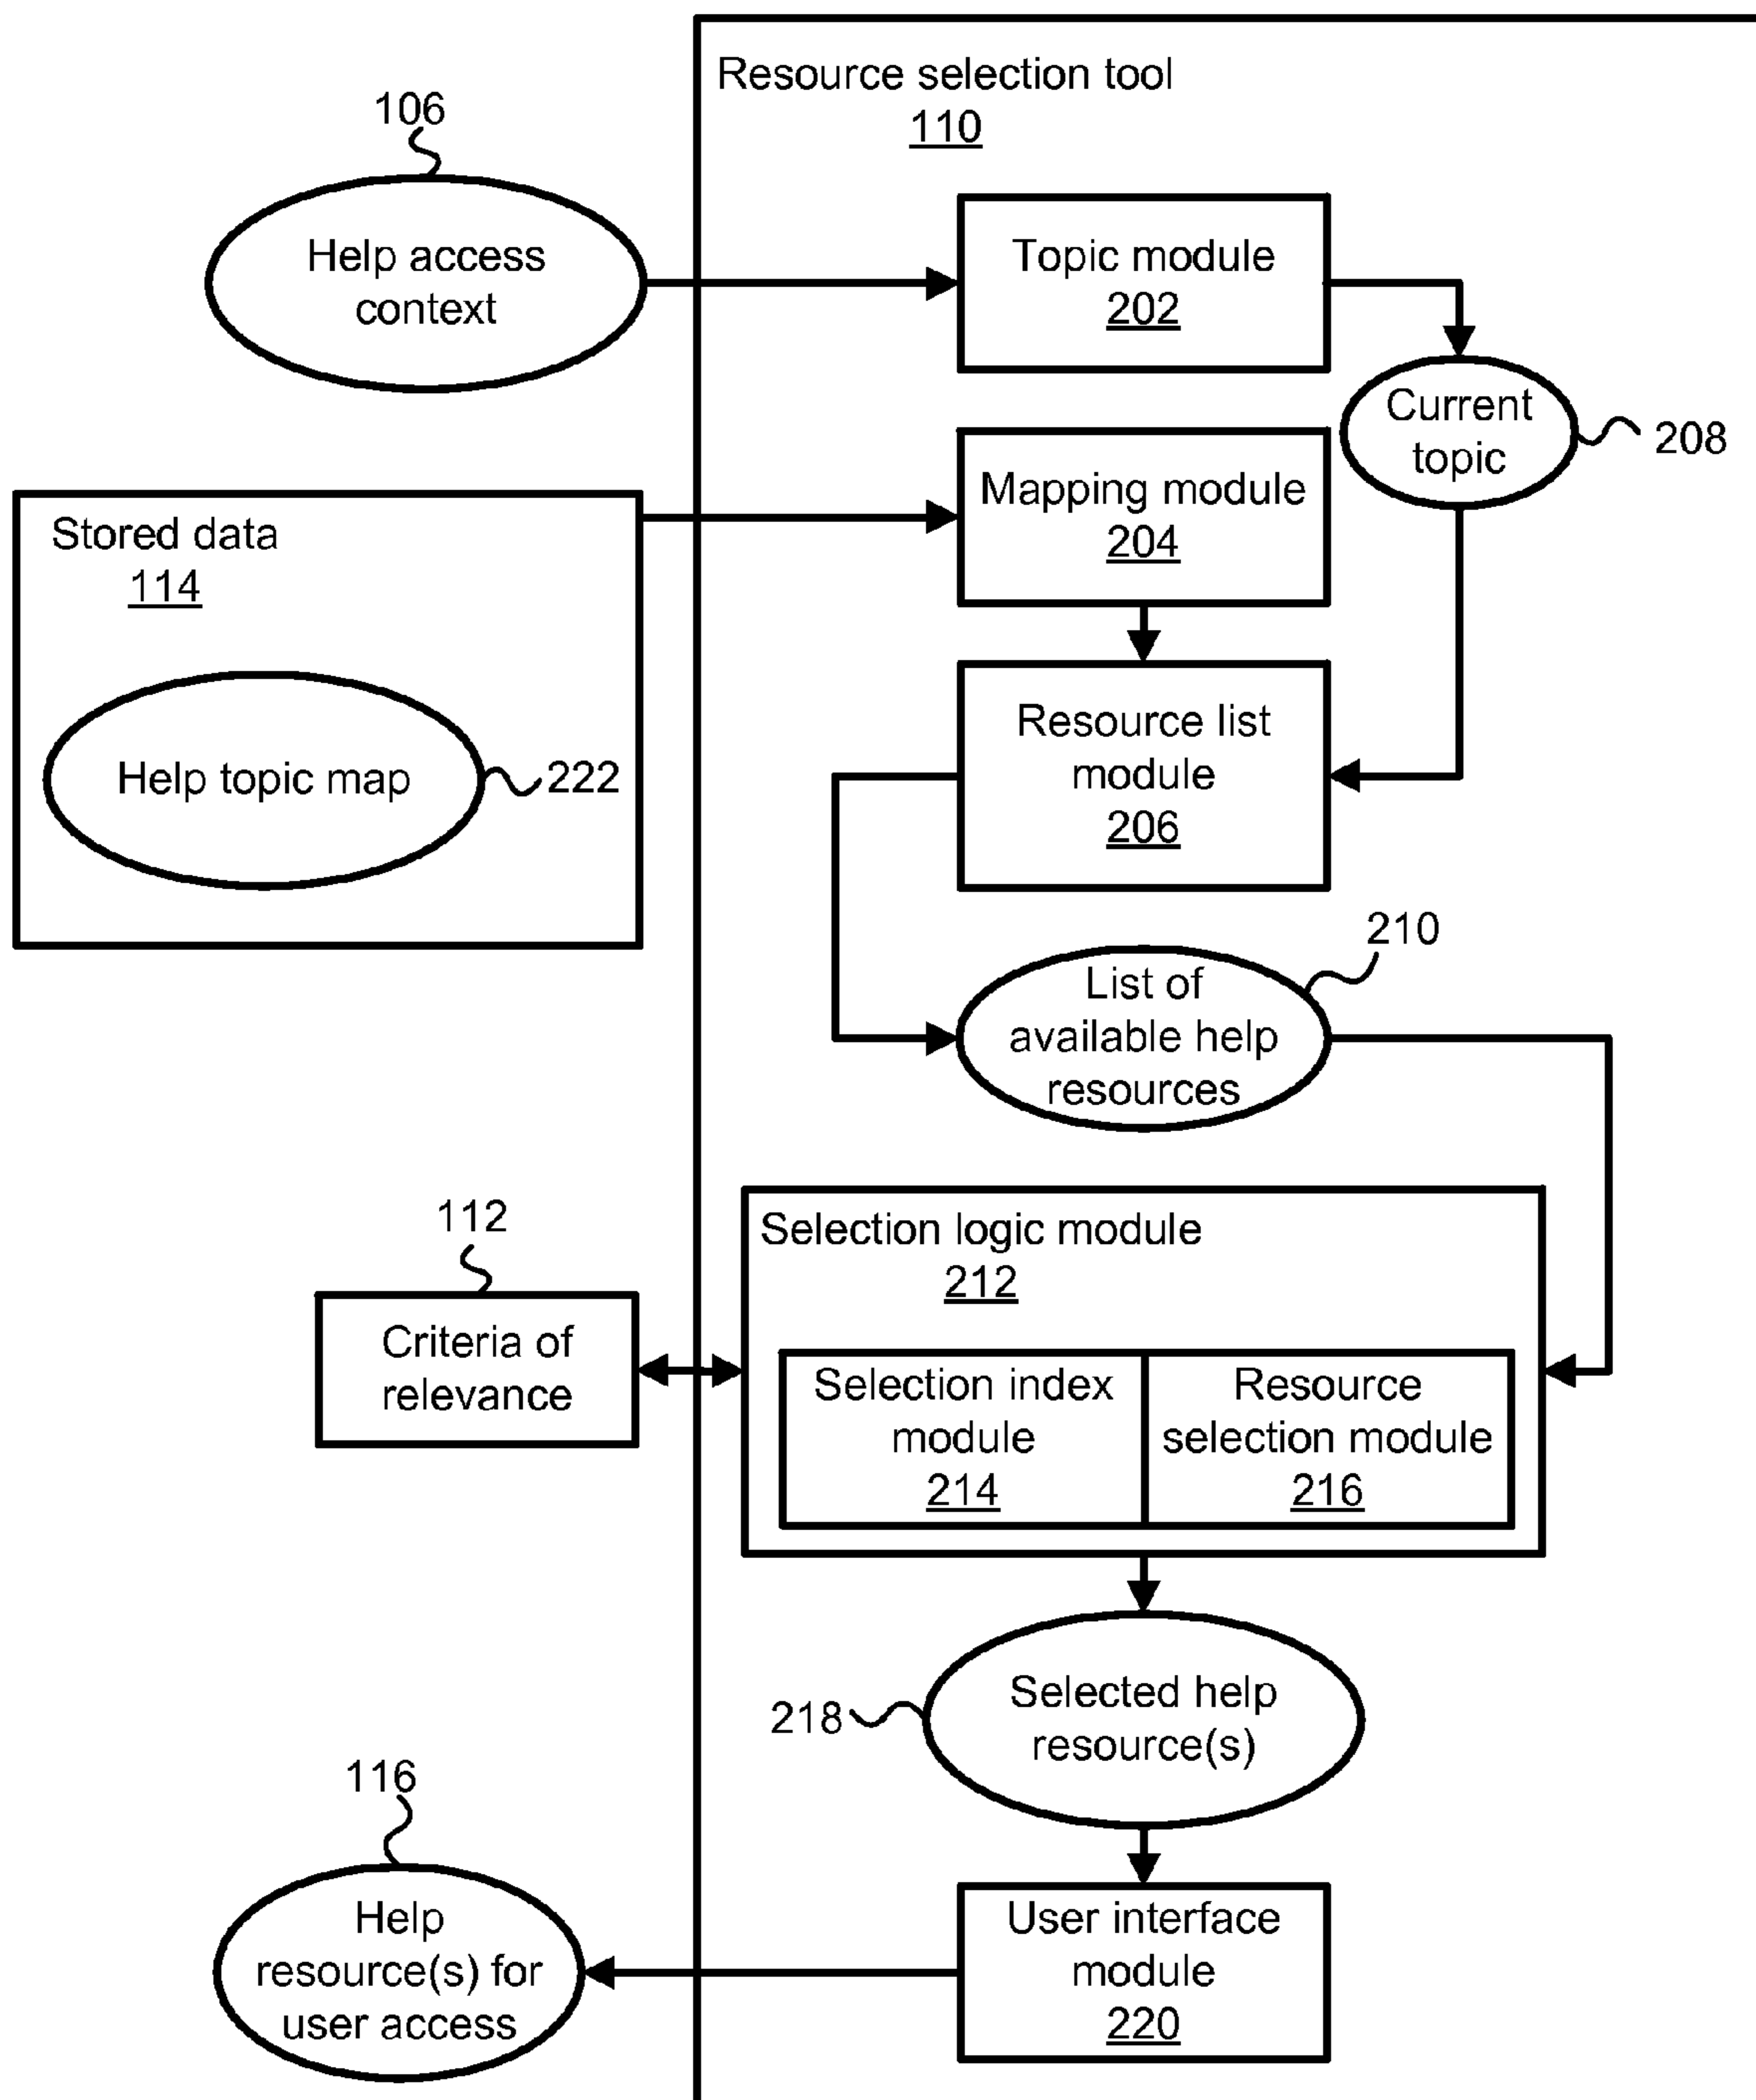 Resource selection tool
110
106
Help access
context
Topic module
202
Current
topic
208
Mapping module
204
Stored data
114
Help topic map
222
Resource list
module
206
210
List of
available help
resources
112
Criteria of
relevance
Selection logic module
212
Selection index
module
214
Resource
selection module
216
218
Selected help
resource(s)
116
Help
resource(s) for
user access
User interface
module
220